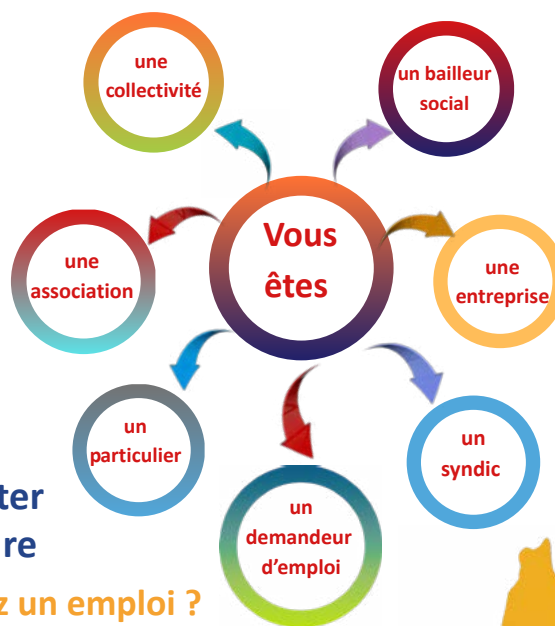 une
collectivité
un bailleur
social
Vous
êtes
une
association
une
entreprise
un
particulier
un
syndic
un
demandeur
d'emploi
ter
re
z un emploi ?